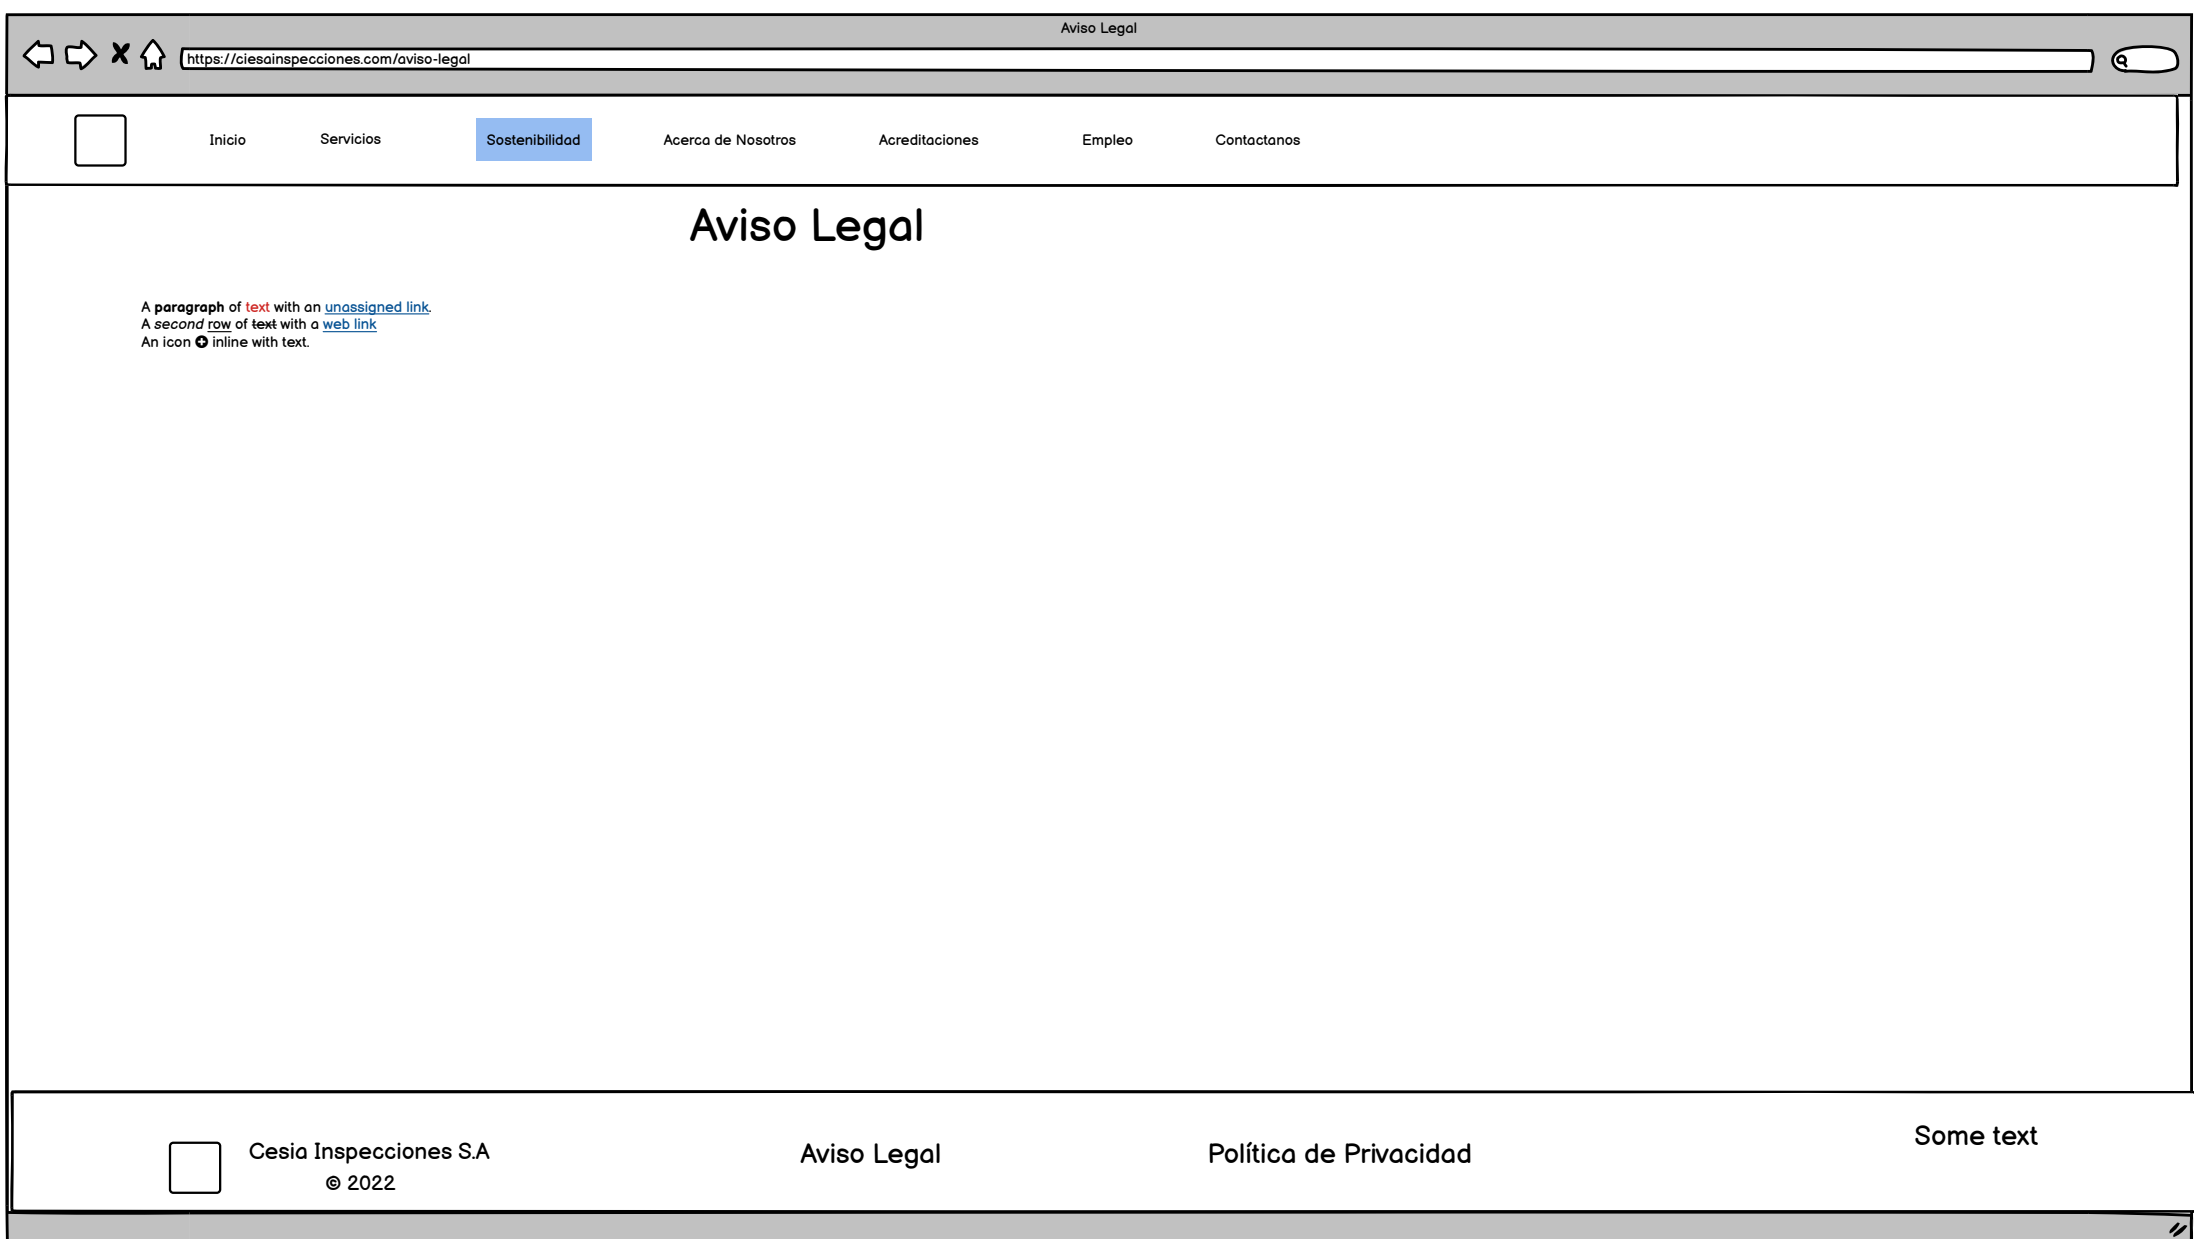 Aviso Legal
https://ciesainspecciones.com/aviso-legal
Inicio Servicios Sostenibilidad Acerca de Nosotros Acreditaciones Empleo Contactanos
Aviso Legal
A paragraph of text with an unassigned link.
A second row of text with a web link
An icon inline with text.
Cesia Inspecciones S.A
© 2022
Aviso Legal
Política de Privacidad
Some text